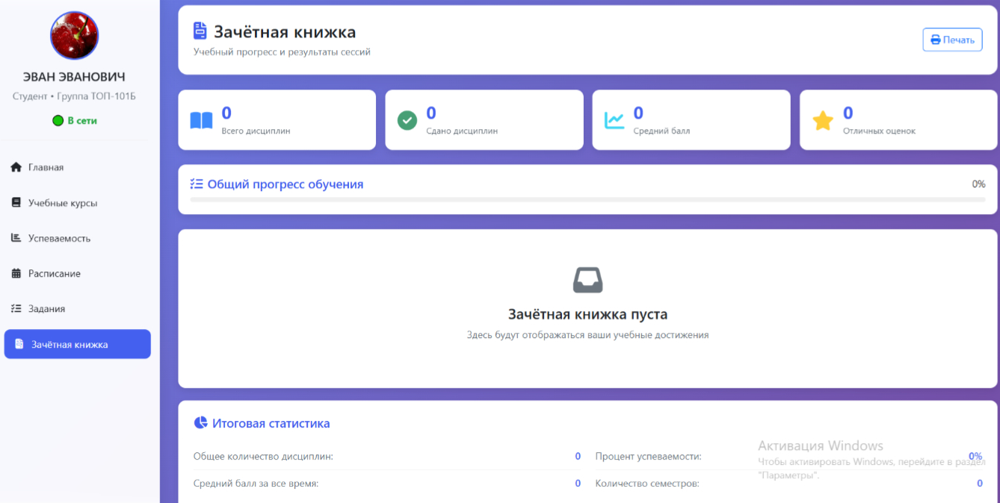 ЭВАН ЭВАНОВИЧ
Студент • Группа ТОП-101Б
В сети
Главная
Учебные курсы
Успеваемость
Расписание
Задания
Зачётная книжка
Зачётная книжка
Учебный прогресс и результаты сессий
Печать
0
Всего дисциплин
0
Сдано дисциплин
0
Средний балл
0
Отличных оценок
Общий прогресс обучения
0%
Зачётная книжка пуста
Здесь будут отображаться ваши учебные достижения
Итоговая статистика
Общее количество дисциплин: 0
Процент успеваемости: 0%
Средний балл за все время: 0
Количество семестров: 0
Активация Windows
Чтобы активировать Windows, перейдите в раздел
"Параметры".